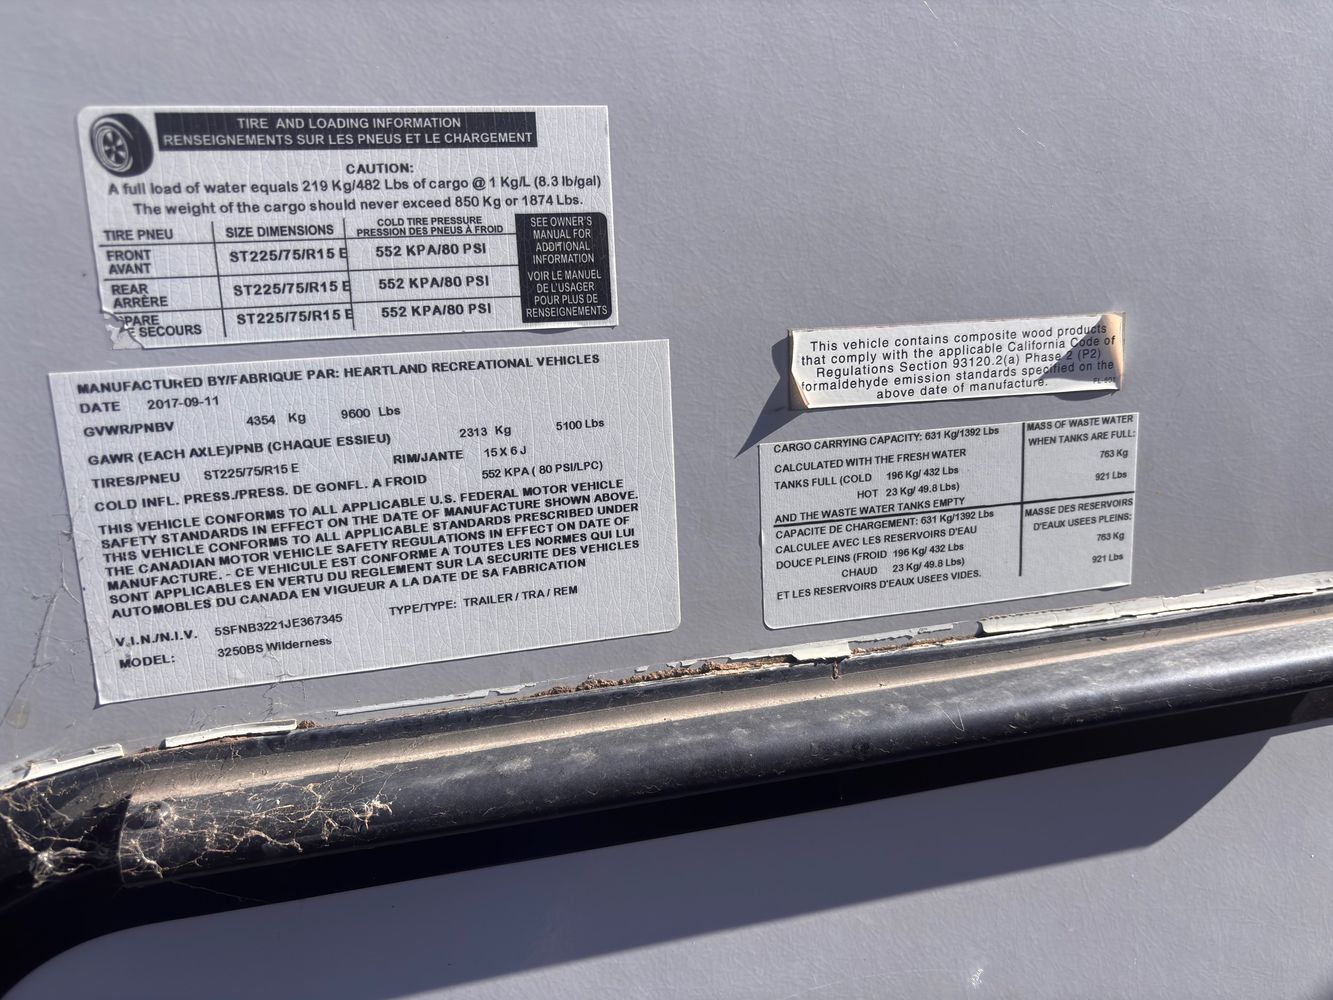 TIRE AND LOADING INFORMATION
RENSEIGNEMENTS SUR LES PNEUS ET LE CHARGEMENT
CAUTION:
A full load of water equals 219 Kg/482 Lbs of cargo @ 1 Kg/L (8.3 lb/gal)
The weight of the cargo should never exceed 850 Kg or 1874 Lbs.
TIRE PNEU SIZE DIMENSIONS COLD TIRE PRESSURE
PRESSION DES PNEUS À FROID
FRONT
AVANT ST225/75/R15 E 552 KPA/80 PSI
REAR
ARRÈRE ST225/75/R15 E 552 KPA/80 PSI
SPARE
SECOURS ST225/75/R15 E 552 KPA/80 PSI
SEE OWNER'S
MANUAL FOR
ADDITIONAL
INFORMATION
VOIR LE MANUEL
DE L'USAGER
POUR PLUS DE
RENSEIGNEMENTS
MANUFACTURED BY/FABRIQUE PAR: HEARTLAND RECREATIONAL VEHICLES
DATE 2017-09-11
GVWR/PNBV 4354 Kg 9600 Lbs
GAWR (EACH AXLE)/PNB (CHAQUE ESSIEU) 2313 Kg 5100 Lbs
TIRES/PNEU ST225/75/R15 E RIM/JANTE 15 X 6 J
COLD INFL. PRESS./PRESS. DE GONFL. A FROID 552 KPA ( 80 PSI/LPC)
THIS VEHICLE CONFORMS TO ALL APPLICABLE U.S. FEDERAL MOTOR VEHICLE
SAFETY STANDARDS IN EFFECT ON THE DATE OF MANUFACTURE SHOWN ABOVE.
THIS VEHICLE CONFORMS TO ALL APPLICABLE STANDARDS PRESCRIBED UNDER
THE CANADIAN MOTOR VEHICLE SAFETY REGULATIONS IN EFFECT ON DATE OF
MANUFACTURE. - CE VEHICULE EST CONFORME A TOUTES LES NORMES QUI LUI
SONT APPLICABLES EN VERTU DU REGLEMENT SUR LA SECURITE DES VEHICLES
AUTOMOBILES DU CANADA EN VIGUEUR A LA DATE DE SA FABRICATION
V.I.N./N.I.V. 5SFNB3221JE367345 TYPE/TYPE: TRAILER / TRA / REM
MODEL: 3250BS Wilderness
This vehicle contains composite wood products
that comply with the applicable California Code of
Regulations Section 93120.2(a) Phase 2 (P2)
formaldehyde emission standards specified on the
above date of manufacture.
CARGO CARRYING CAPACITY: 631 Kg/1392 Lbs
CALCULATED WITH THE FRESH WATER
TANKS FULL (COLD 196 Kg/ 432 Lbs
HOT 23 Kg/ 49.8 Lbs)
AND THE WASTE WATER TANKS EMPTY
CAPACITE DE CHARGEMENT: 631 Kg/1392 Lbs
CALCULEE AVEC LES RESERVOIRS D'EAU
DOUCE PLEINS (FROID 196 Kg/ 432 Lbs
CHAUD 23 Kg/ 49.8 Lbs)
ET LES RESERVOIRS D'EAUX USEES VIDES.
MASS OF WASTE WATER
WHEN TANKS ARE FULL:
763 Kg
921 Lbs
MASSE DES RESERVOIRS
D'EAUX USEES PLEINS:
763 Kg
921 Lbs